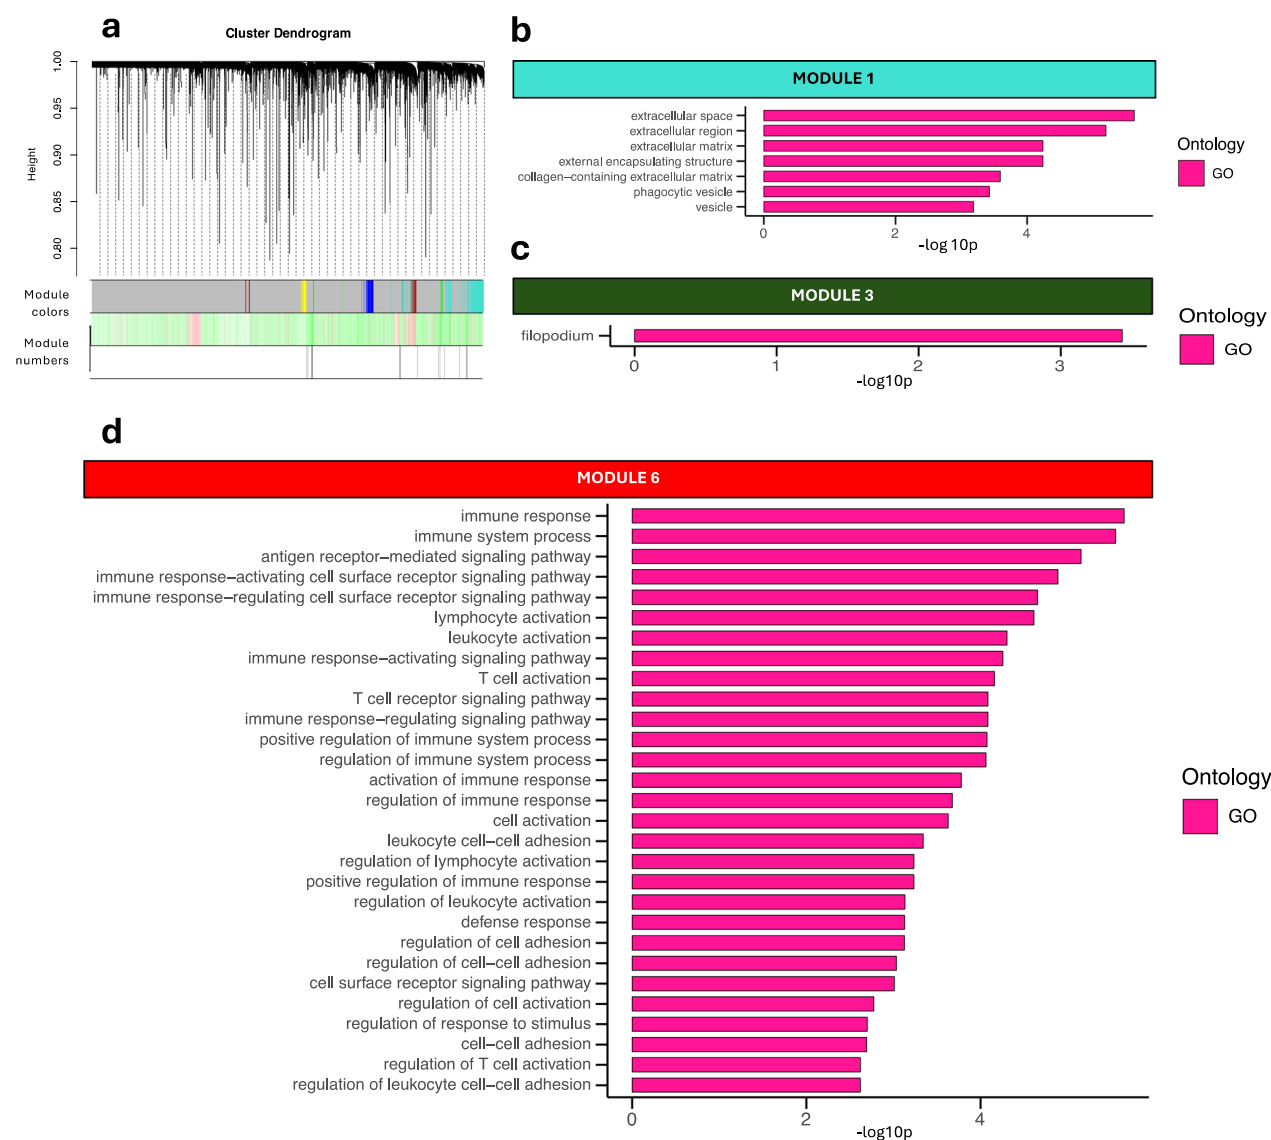 a
Cluster Dendrogram
Height
1.00
0.95
0.90
0.85
0.80
Module
colors
Module
numbers
b
MODULE 1
extracellular space
extracellular region
extracellular matrix
external encapsulating structure
collagen−containing extracellular matrix
phagocytic vesicle
vesicle
0 2 4
-log 10p
Ontology
GO
c
MODULE 3
filopodium
0 1 2 3
-log10p
Ontology
GO
d
MODULE 6
immune response
immune system process
antigen receptor−mediated signaling pathway
immune response−activating cell surface receptor signaling pathway
immune response−regulating cell surface receptor signaling pathway
lymphocyte activation
leukocyte activation
immune response−activating signaling pathway
T cell activation
T cell receptor signaling pathway
immune response−regulating signaling pathway
positive regulation of immune system process
regulation of immune system process
activation of immune response
regulation of immune response
cell activation
leukocyte cell−cell adhesion
regulation of lymphocyte activation
positive regulation of immune response
regulation of leukocyte activation
defense response
regulation of cell adhesion
regulation of cell−cell adhesion
cell surface receptor signaling pathway
regulation of cell activation
regulation of response to stimulus
cell−cell adhesion
regulation of T cell activation
regulation of leukocyte cell−cell adhesion
0 2 4
-log10p
Ontology
GO